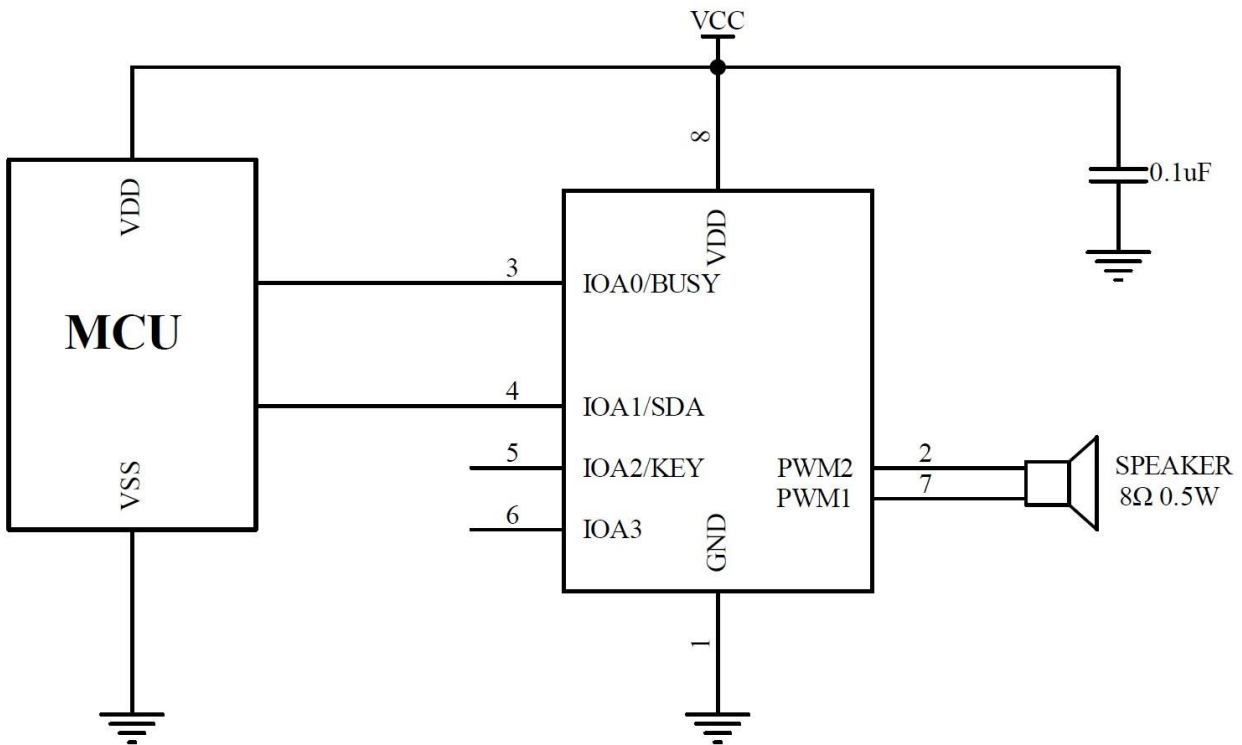 VCC
8
0.1uF
VDD
VDD
3
IOA0/BUSY
MCU
4
IOA1/SDA
5
IOA2/KEY
PWM2
2
SPEAKER
VSS
7
PWM1
8Ω 0.5W
6
IOA3
GND
1